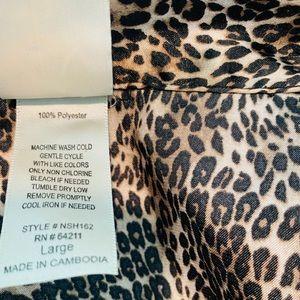 100% Polyester
MACHINE WASH COLD
GENTLE CYCLE
WITH LIKE COLORS
ONLY NON CHLORINE
BLEACH IF NEEDED
TUMBLE DRY LOW
REMOVE PROMPTLY
COOL IRON IF NEEDED
STYLE # NSH162
RN # 64211
Large
MADE IN CAMBODIA